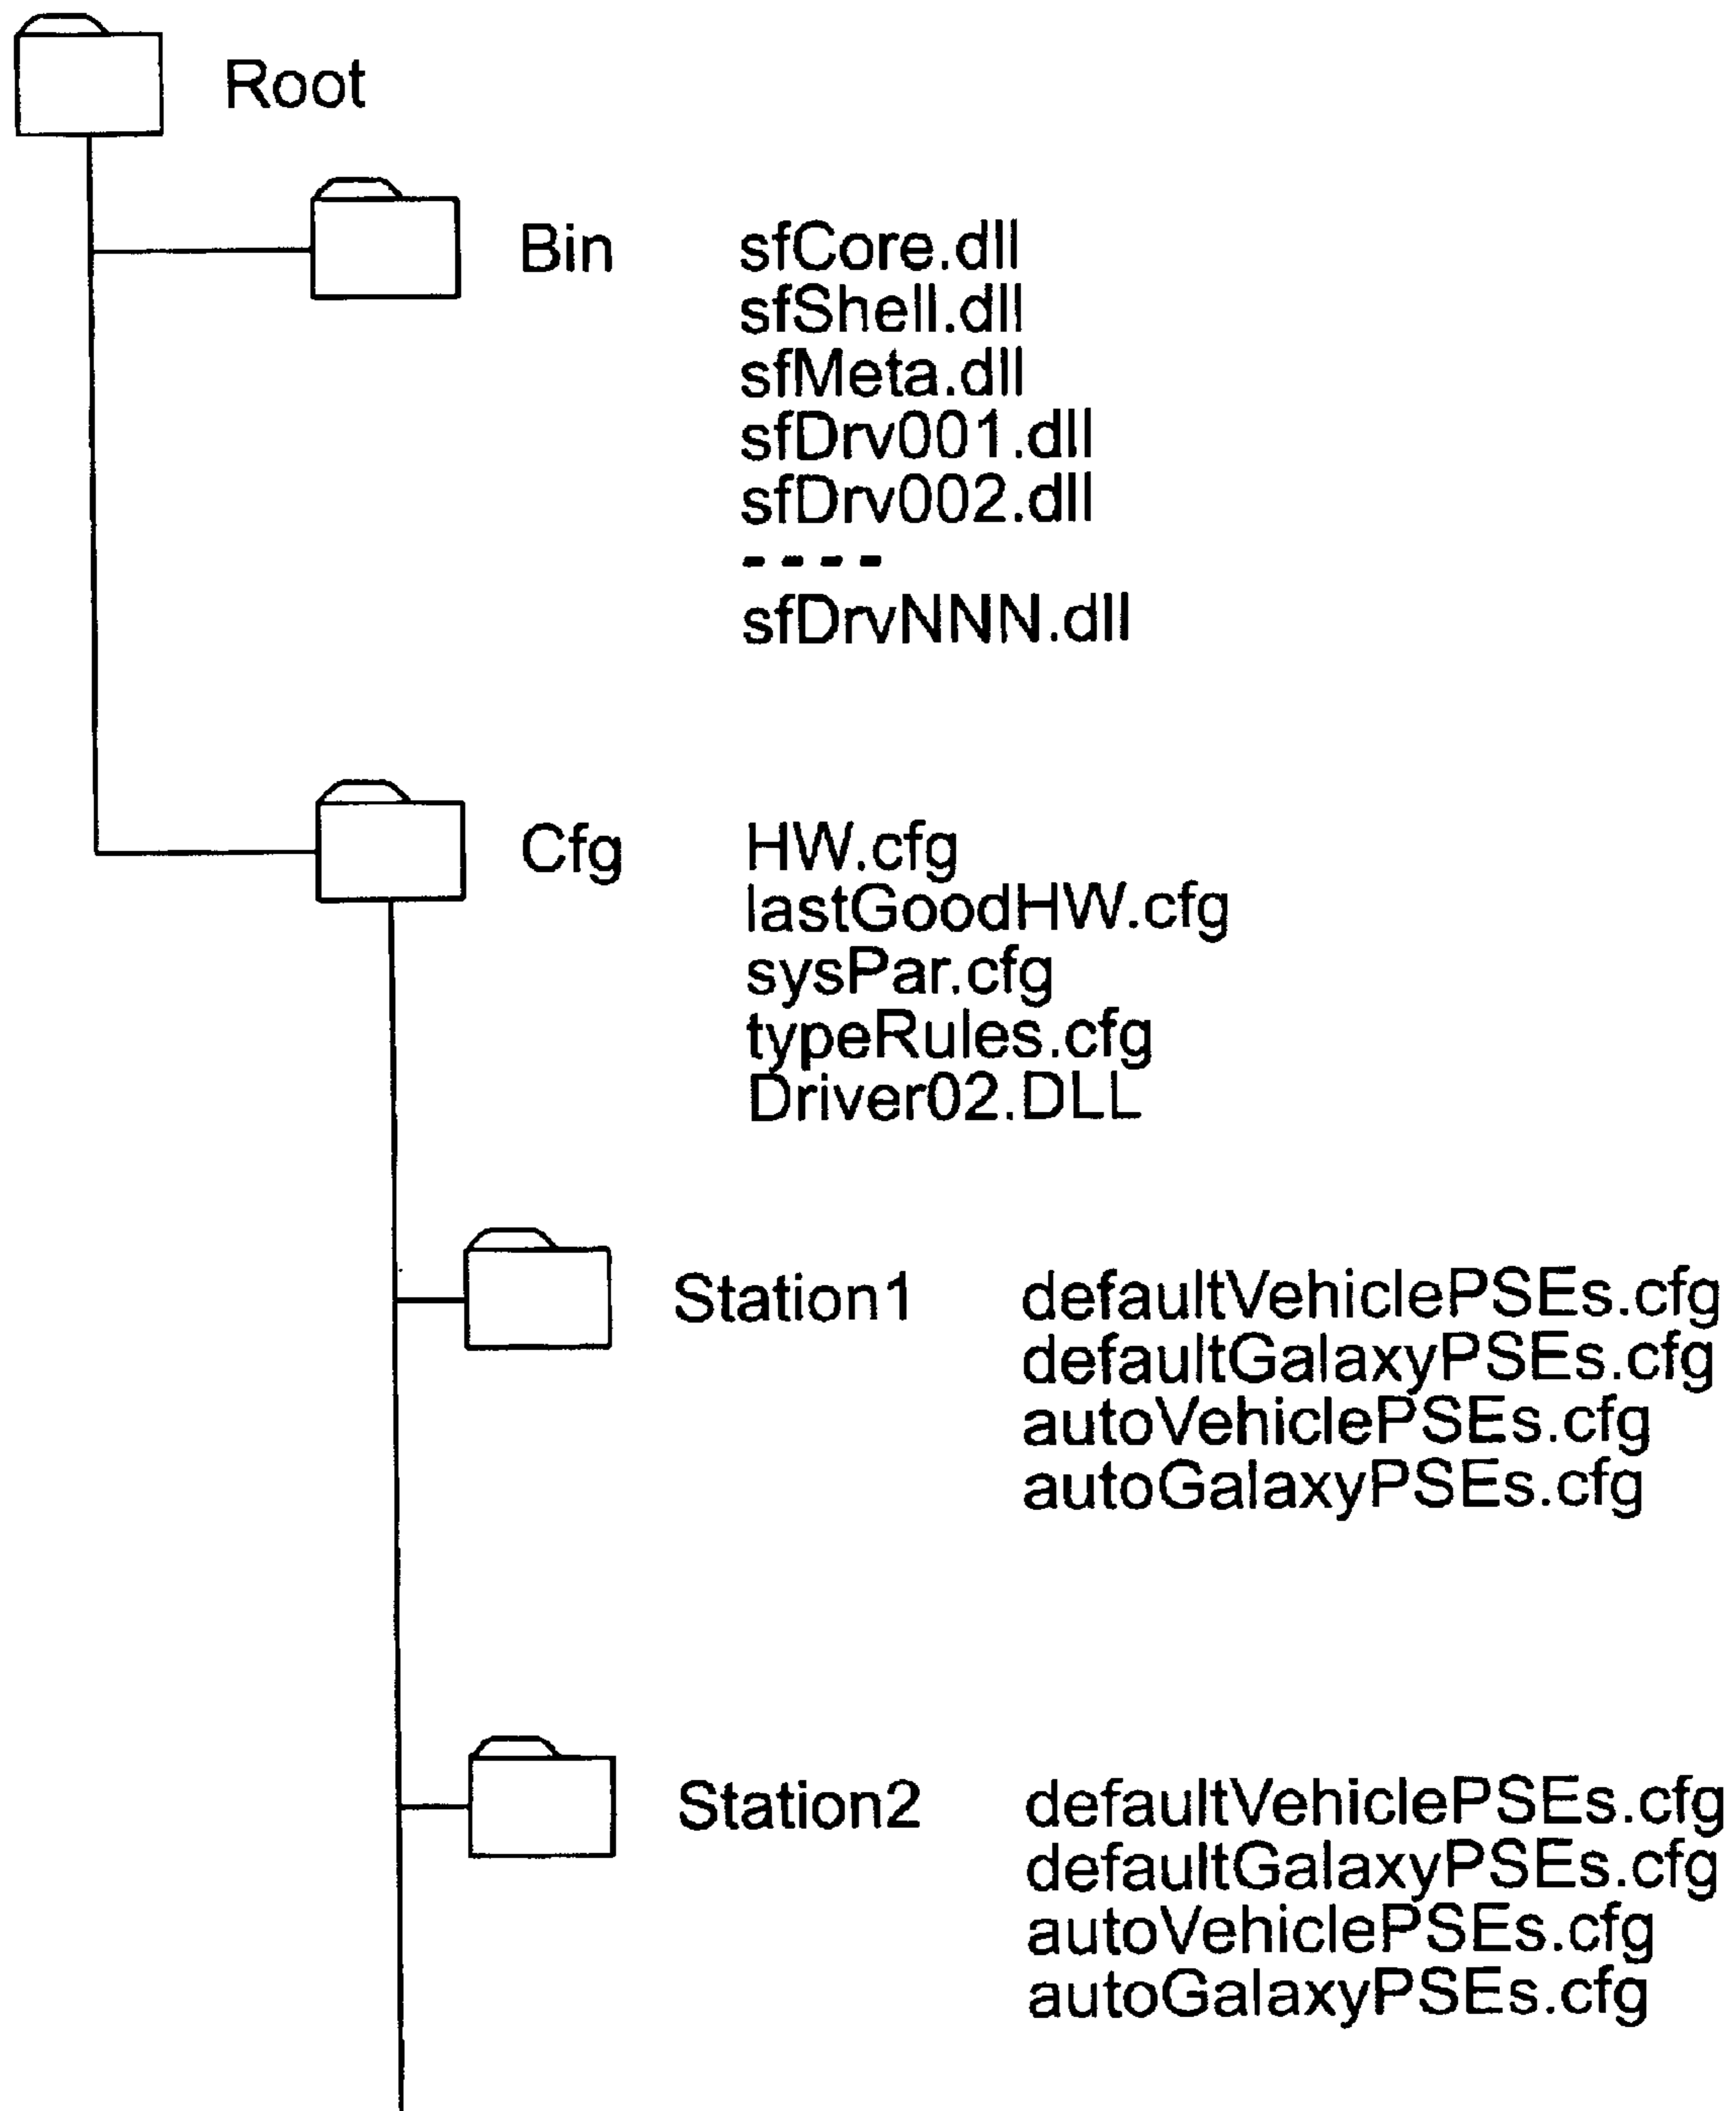 Root
Bin
sfCore.dll
sfShell.dll
sfMeta.dll
sfDrv001.dll
sfDrv002.dll
----
sfDrvNNN.dll
Cfg
HW.cfg
lastGoodHW.cfg
sysPar.cfg
typeRules.cfg
Driver02.DLL
Station1
defaultVehiclePSEs.cfg
defaultGalaxyPSEs.cfg
autoVehiclePSEs.cfg
autoGalaxyPSEs.cfg
Station2
defaultVehiclePSEs.cfg
defaultGalaxyPSEs.cfg
autoVehiclePSEs.cfg
autoGalaxyPSEs.cfg